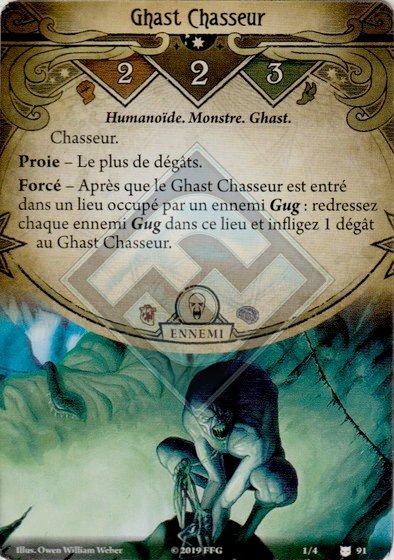 Ghast Chasseur
2 2 3
Humanoïde. Monstre. Ghast.
Chasseur.
Proie – Le plus de dégâts.
Forcé – Après que le Ghast Chasseur est entré
dans un lieu occupé par un ennemi Gug : redressez
chaque ennemi Gug dans ce lieu et infligez 1 dégât
au Ghast Chasseur.
ENNEMI
Illus. Owen William Weber
© 2019 FFG
1/4
91